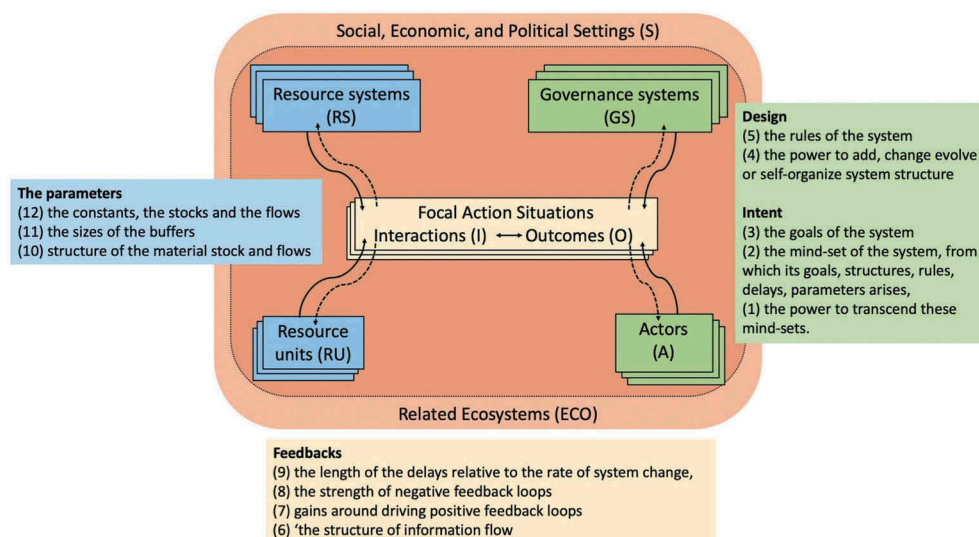 Social, Economic, and Political Settings (S)
Resource systems
(RS)
Governance systems
(GS)
Focal Action Situations
Interactions (I) ⟷ Outcomes (O)
Resource
units (RU)
Actors
(A)
Related Ecosystems (ECO)
The parameters
(12) the constants, the stocks and the flows
(11) the sizes of the buffers
(10) structure of the material stock and flows
Design
(5) the rules of the system
(4) the power to add, change evolve
or self-organize system structure
Intent
(3) the goals of the system
(2) the mind-set of the system, from
which its goals, structures, rules,
delays, parameters arises,
(1) the power to transcend these
mind-sets.
Feedbacks
(9) the length of the delays relative to the rate of system change,
(8) the strength of negative feedback loops
(7) gains around driving positive feedback loops
(6) ‘the structure of information flow